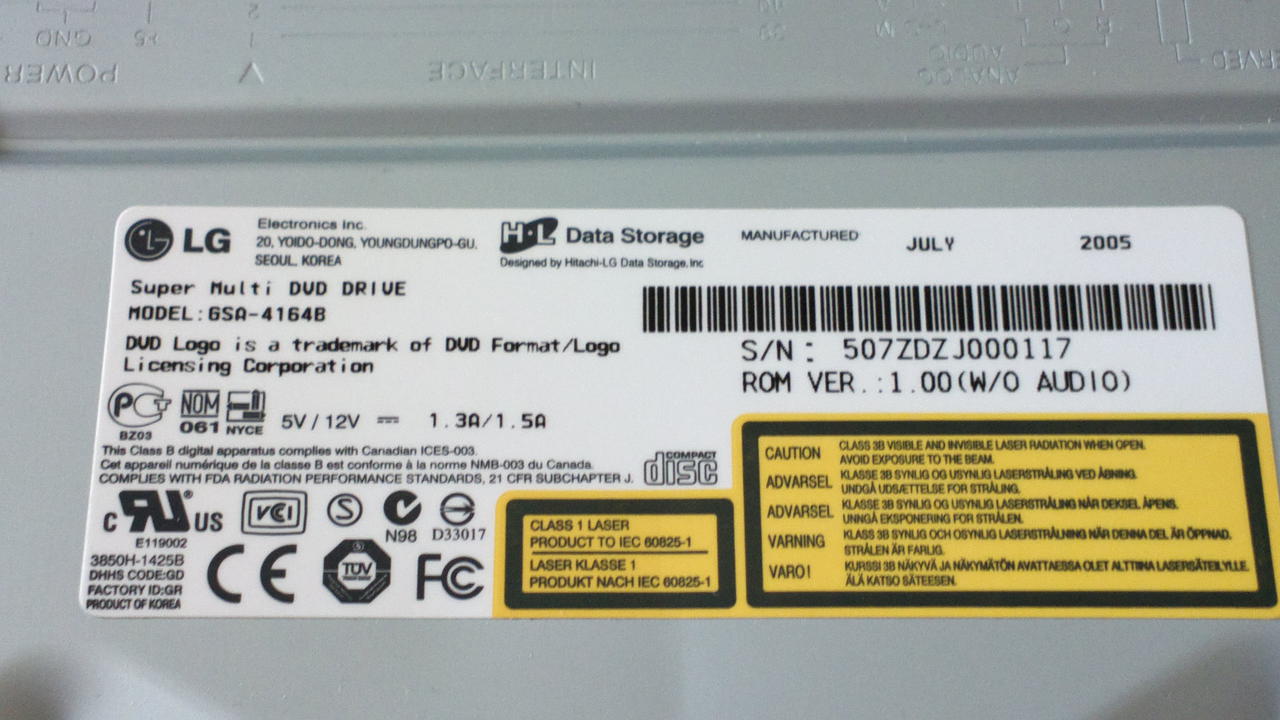 GND +5 1 2
POWER INTERFACE ANALOG AUDIO
LG Electronics Inc.
20, YOIDO-DONG, YOUNGDUNGPO-GU,
SEOUL, KOREA
H·L Data Storage
Designed by Hitachi-LG Data Storage, Inc
MANUFACTURED JULY 2005
Super Multi DVD DRIVE
MODEL:GSA-4164B
DVD Logo is a trademark of DVD Format/Logo
Licensing Corporation
S/N: 507ZDZJ000117
ROM VER.:1.00(W/O AUDIO)
BZ03
NOM
061 NYCE
5V / 12V 1.3A/1.5A
This Class B digital apparatus complies with Canadian ICES-003.
Cet appareil numérique de la classe B est conforme à la norme NMB-003 du Canada.
COMPLIES WITH FDA RADIATION PERFORMANCE STANDARDS, 21 CFR SUBCHAPTER J.
COMPACT
disc
c RU® US
E119002
VCI
S
N98
D33017
3850H-1425B
DHHS CODE:GD
FACTORY ID:GR
PRODUCT OF KOREA
CE
TÜV
FC
CLASS 1 LASER
PRODUCT TO IEC 60825-1
LASER KLASSE 1
PRODUKT NACH IEC 60825-1
CAUTION CLASS 3B VISIBLE AND INVISIBLE LASER RADIATION WHEN OPEN.
AVOID EXPOSURE TO THE BEAM.
ADVARSEL KLASSE 3B SYNLIG OG USYNLIG LASERSTRÅLING VED ÅBNING.
UNDGÅ UDSÆTTELSE FOR STRÅLING.
ADVARSEL KLASSE 3B SYNLIG OG USYNLIG LASERSTRÅLING NÅR DEKSEL ÅPENS.
UNNGÅ EKSPONERING FOR STRÅLEN.
VARNING KLASS 3B SYNLIG OCH OSYNLIG LASERSTRÅLNING NÄR DENNA DEL ÄR ÖPPNAD.
STRÅLEN ÄR FARLIG.
VARO! KURSSI 3B NÄKYVÄ JA NÄKYMÄTÖN AVATTAESSA OLET ALTTIINA LASERSÄTEILYLLE.
ÄLÄ KATSO SÄTEESEN.